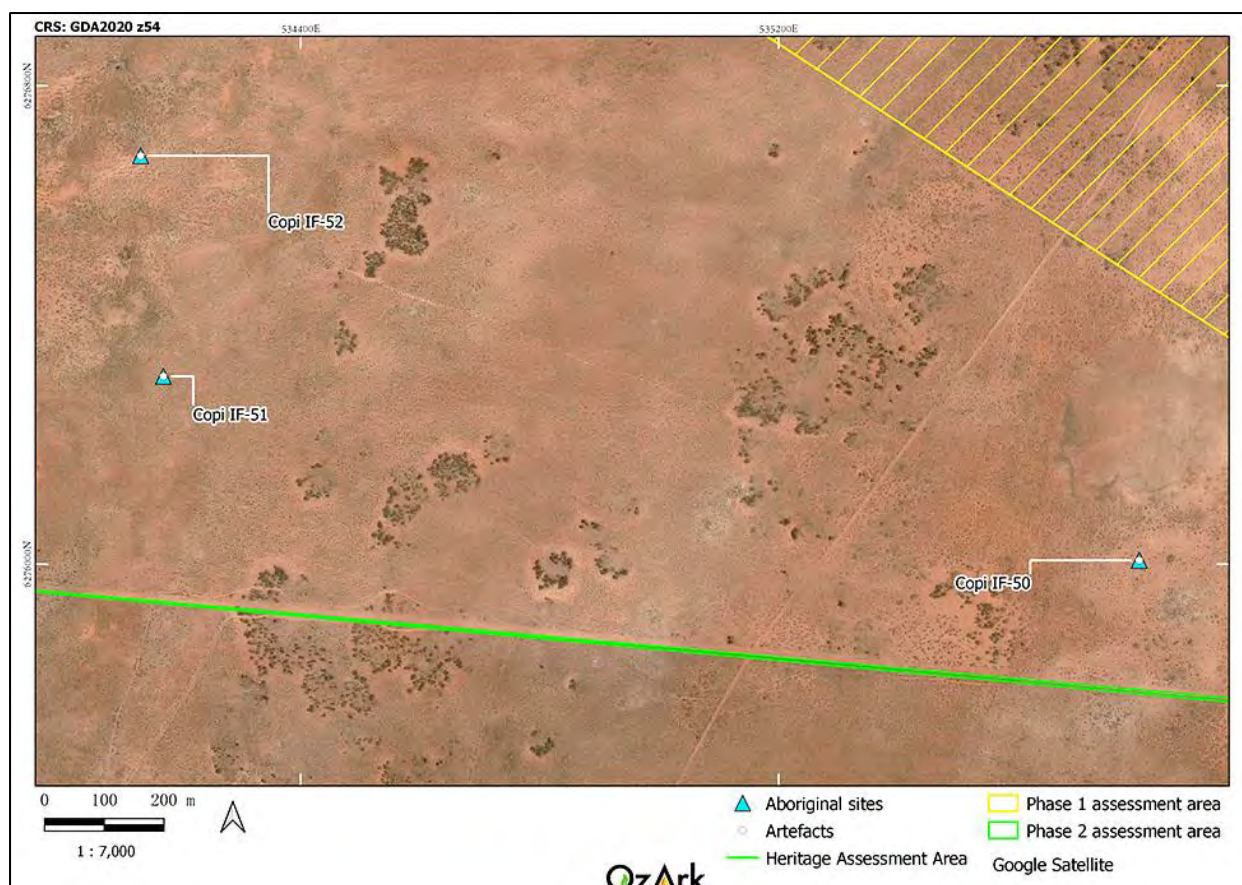 CRS: GDA2020 z54
534400E
535200E
6276800N
Copi IF-52
Copi IF-51
6276000N
Copi IF-50
0 100 200 m
1 : 7,000
Aboriginal sites
Artefacts
Heritage Assessment Area
Phase 1 assessment area
Phase 2 assessment area
Google Satellite
OzArk